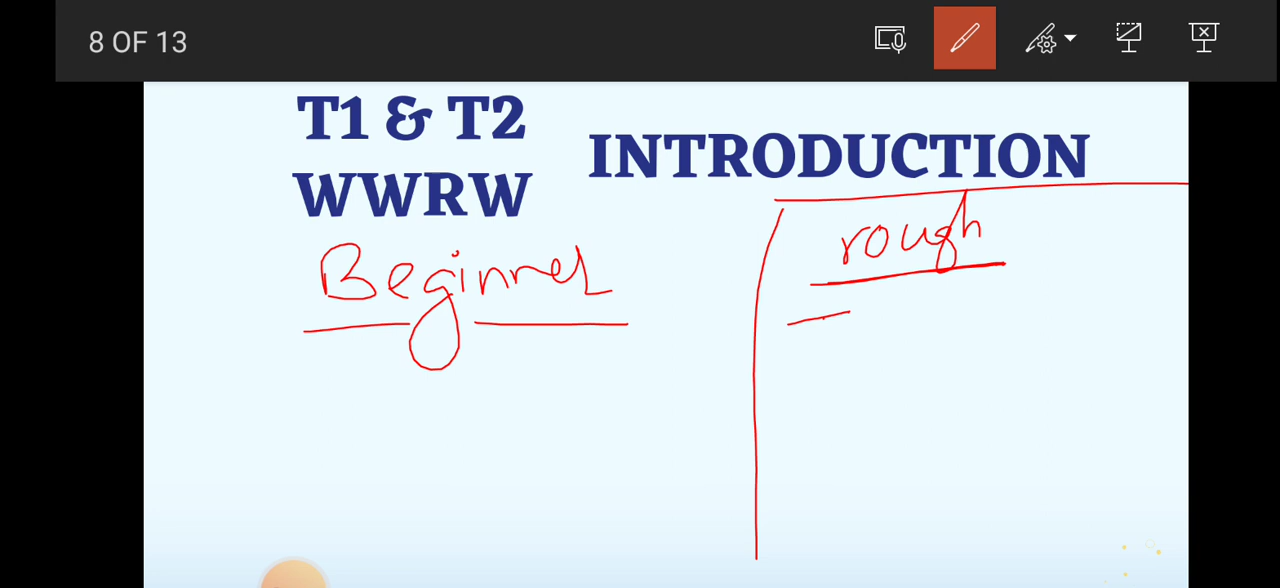 8 OF 13
T1 & T2
WWRW
INTRODUCTION
Beginner
rough